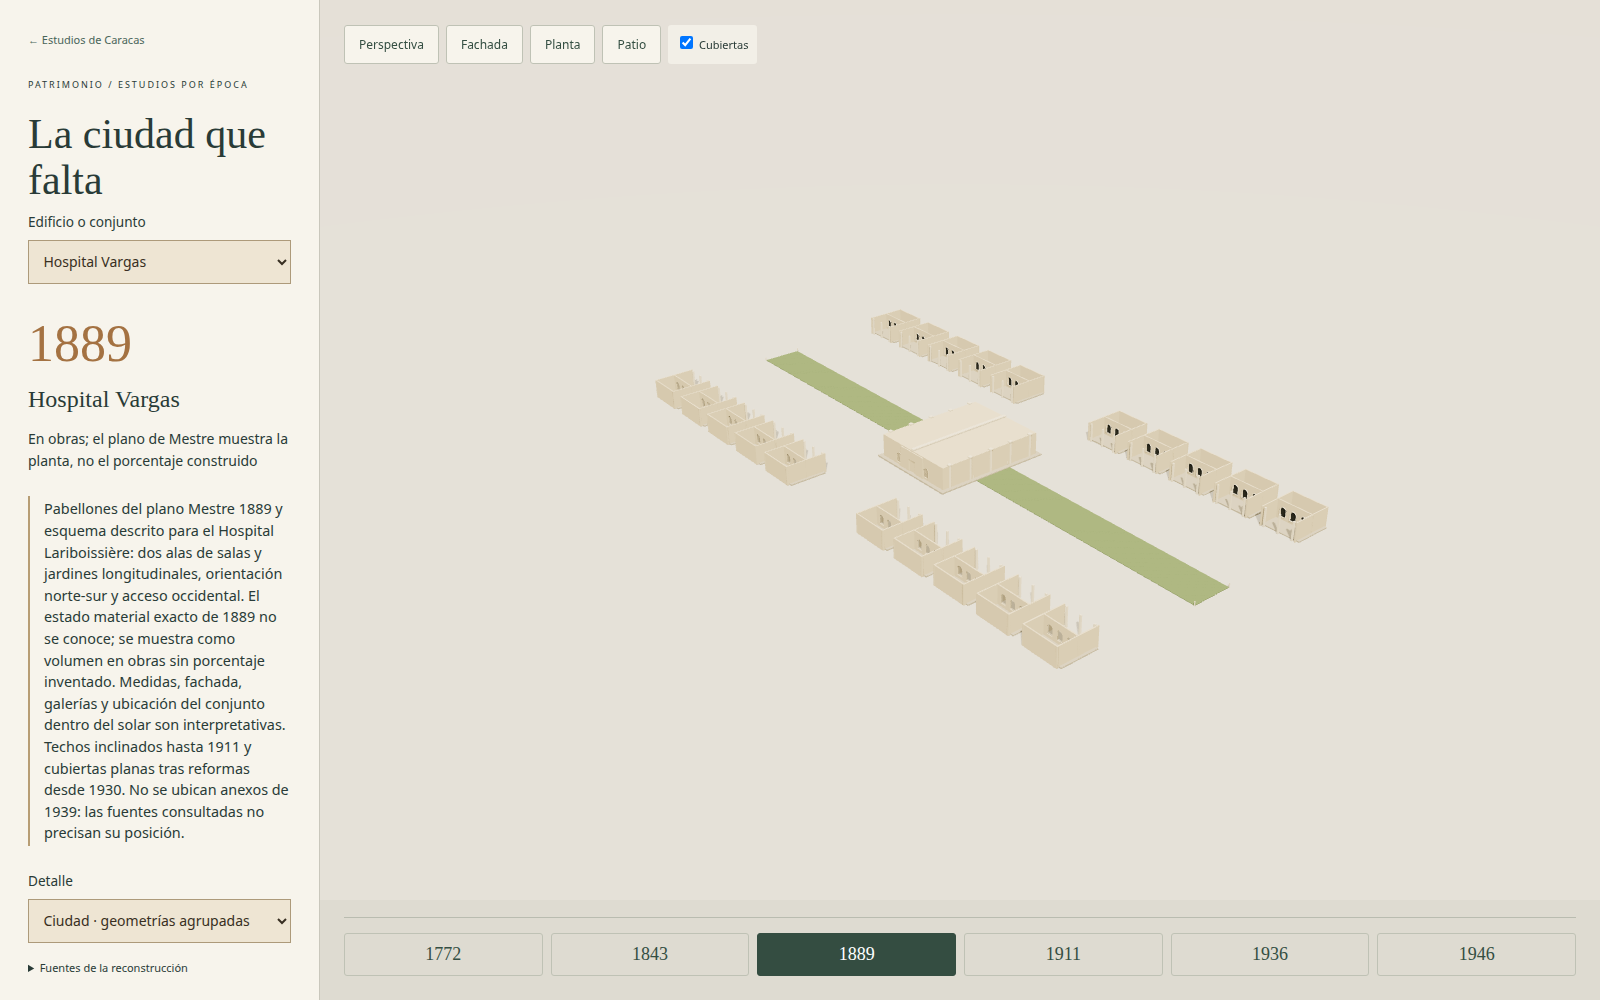 ← Estudios de Caracas
PATRIMONIO / ESTUDIOS POR ÉPOCA
La ciudad que
falta
Edificio o conjunto
Hospital Vargas
1889
Hospital Vargas
En obras; el plano de Mestre muestra la
planta, no el porcentaje construido
Pabellones del plano Mestre 1889 y
esquema descrito para el Hospital
Lariboissière: dos alas de salas y
jardines longitudinales, orientación
norte-sur y acceso occidental. El
estado material exacto de 1889 no
se conoce; se muestra como
volumen en obras sin porcentaje
inventado. Medidas, fachada,
galerías y ubicación del conjunto
dentro del solar son interpretativas.
Techos inclinados hasta 1911 y
cubiertas planas tras reformas
desde 1930. No se ubican anexos de
1939: las fuentes consultadas no
precisan su posición.
Detalle
Ciudad · geometrías agrupadas
Fuentes de la reconstrucción
Perspectiva
Fachada
Planta
Patio
Cubiertas
1772
1843
1889
1911
1936
1946